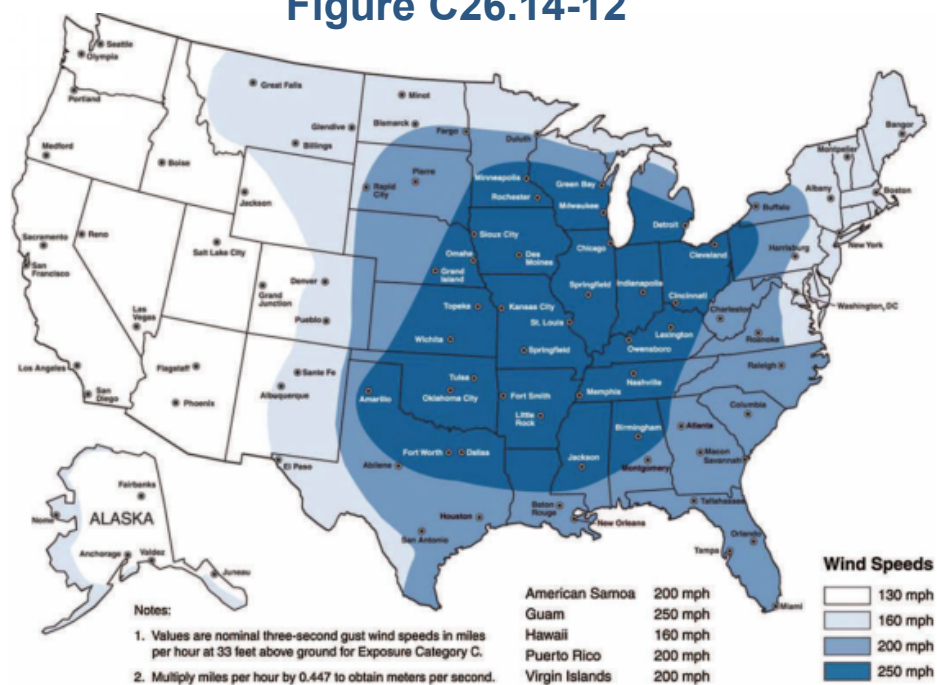 Figure C26.14-12
Seattle
Olympia
Portland
Medford
Boise
Great Falls
Glendive
Billings
Jackson
Minot
Bismarck
Fargo
Duluth
Pierre
Rapid
City
Minneapolis
Rochester
Green Bay
Milwaukee
Bangor
Montpelier
Albany
Boston
Buffalo
Detroit
Cleveland
Harrisburg
New York
Washington, DC
Sacramento
San
Francisco
Reno
Salt Lake City
Las
Vegas
Grand
Junction
Denver
Pueblo
Sioux City
Omaha
Grand
Island
Des
Moines
Chicago
Topeke
Kansas City
Springfield
Indianapolis
Cincinnati
Charleston
Roanoke
St. Louis
Springfield
Wichita
Lexington
Owensboro
Los Angeles
San
Diego
Flagstaff
Phoenix
Sante Fe
Albuquerque
Amarillo
Tulsa
Oklahoma City
Fort Smith
Little
Rock
Memphis
Nashville
Raleigh
Columbia
Atlanta
Birmingham
Macon
Savannah
Montgomery
Jackson
Fort Worth
Dallas
Abilene
El Paso
Houston
San Antonio
Baton
Rouge
New Orleans
Tallahassee
Orlando
Tampa
Miami
ALASKA
Fairbanks
Nome
Anchorage
Valdez
Juneau
Notes:
1. Values are nominal three-second gust wind speeds in miles
per hour at 33 feet above ground for Exposure Category C.
2. Multiply miles per hour by 0.447 to obtain meters per second.
American Samoa 200 mph
Guam 250 mph
Hawaii 160 mph
Puerto Rico 200 mph
Virgin Islands 200 mph
Wind Speeds
130 mph
160 mph
200 mph
250 mph